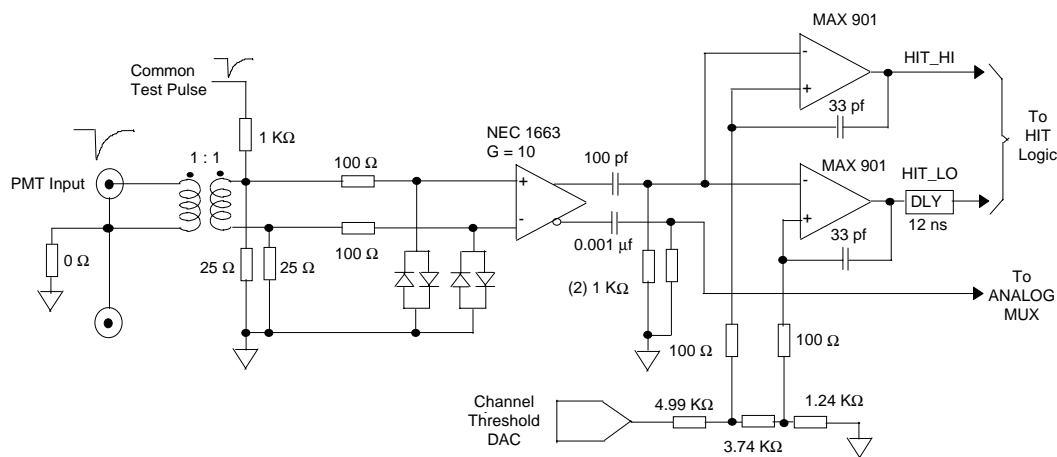 MAX 901
HIT_HI
Common
Test Pulse
33 pf
To
HIT
Logic
1 KΩ
NEC 1663
G = 10
1 : 1
100 Ω
100 pf
MAX 901
HIT_LO
PMT Input
DLY
12 ns
33 pf
100 Ω
0.001 µf
0 Ω
25 Ω
25 Ω
(2) 1 KΩ
To
ANALOG
MUX
100 Ω
100 Ω
Channel
Threshold
DAC
4.99 KΩ
1.24 KΩ
3.74 KΩ
-
+
-
+
+
-